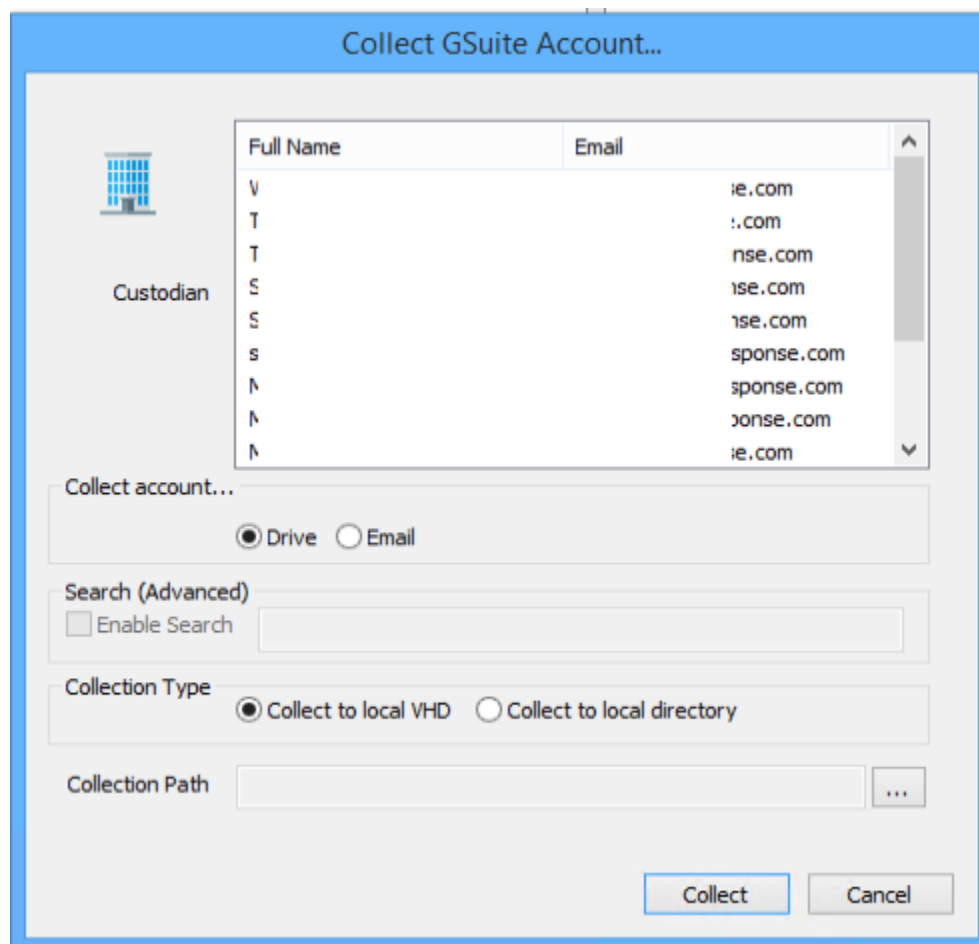 Collect GSuite Account...
Full Name Email
se.com
e.com
nse.com
Custodian
S nse.com
S nse.com
s sponse.com
sponse.com
ponse.com
se.com
Collect account...
Drive Email
Search (Advanced)
Enable Search
Collection Type
Collect to local VHD Collect to local directory
Collection Path ...
Collect Cancel